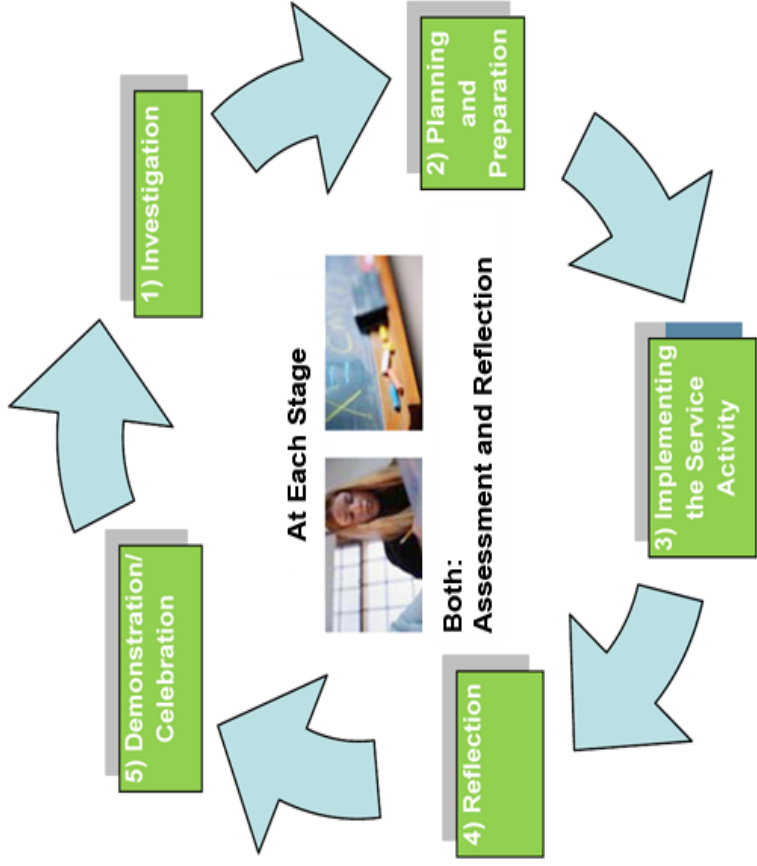 1) Investigation
2) Planning
and
Preparation
3) Implementing
the Service
Activity
4) Reflection
5) Demonstration/
Celebration
At Each Stage
Both:
Assessment and Reflection